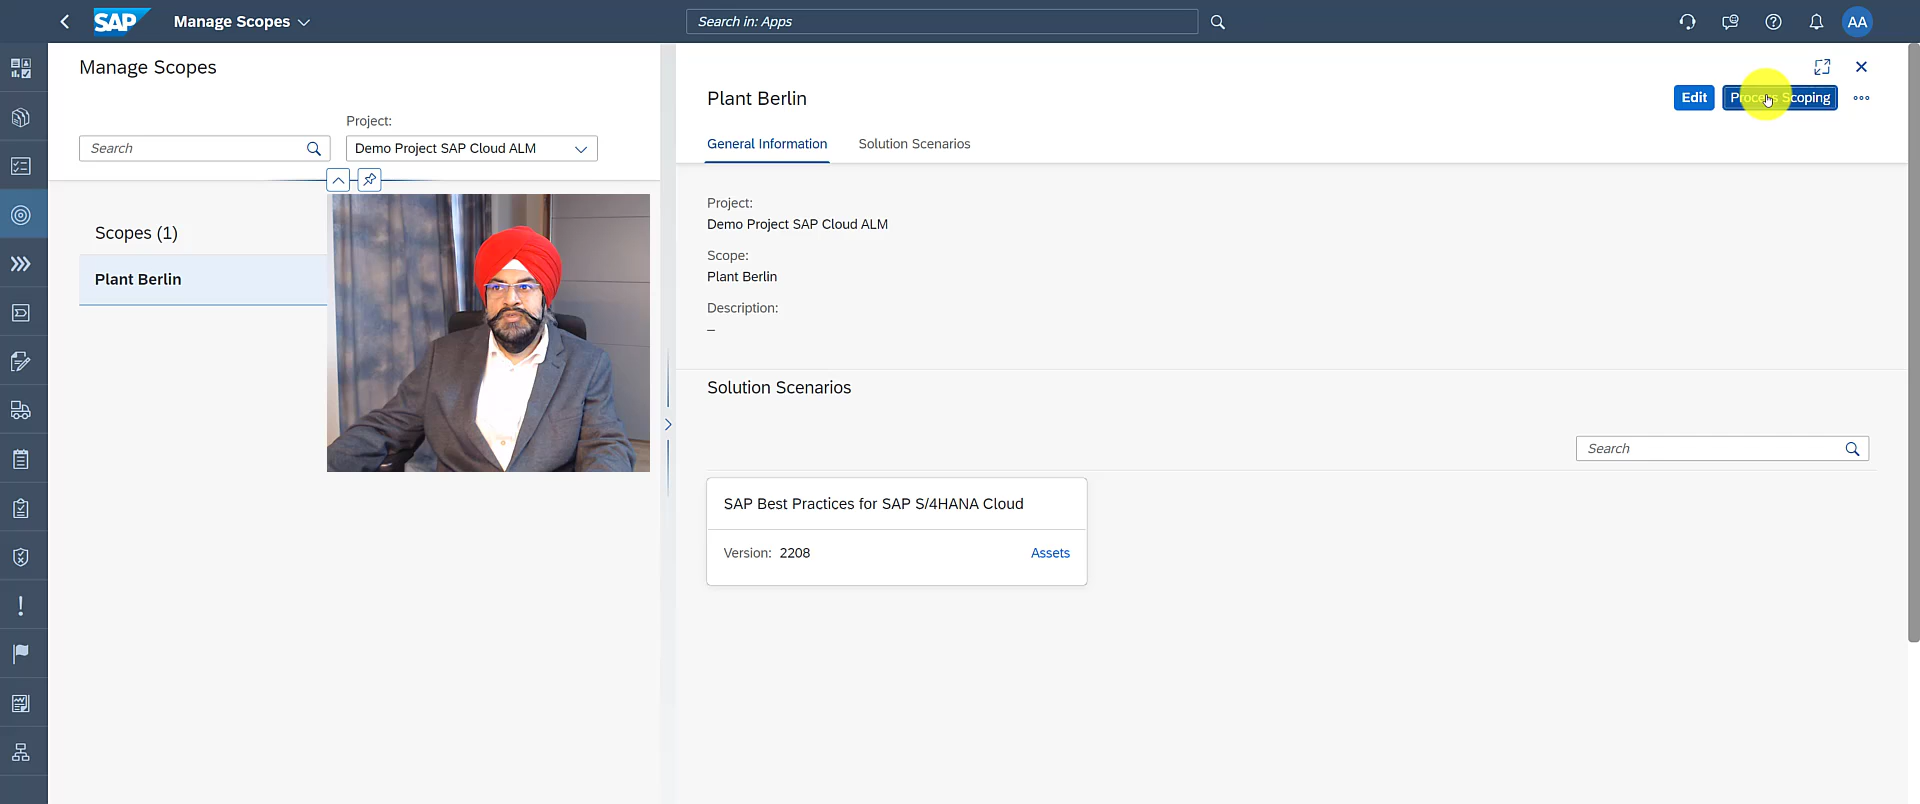 SAP
Manage Scopes
Search in: Apps
AA
Manage Scopes
Project:
Search
Demo Project SAP Cloud ALM
Scopes (1)
Plant Berlin
Plant Berlin
Edit
Process Scoping
General Information
Solution Scenarios
Project:
Demo Project SAP Cloud ALM
Scope:
Plant Berlin
Description:
–
Solution Scenarios
Search
SAP Best Practices for SAP S/4HANA Cloud
Version: 2208
Assets